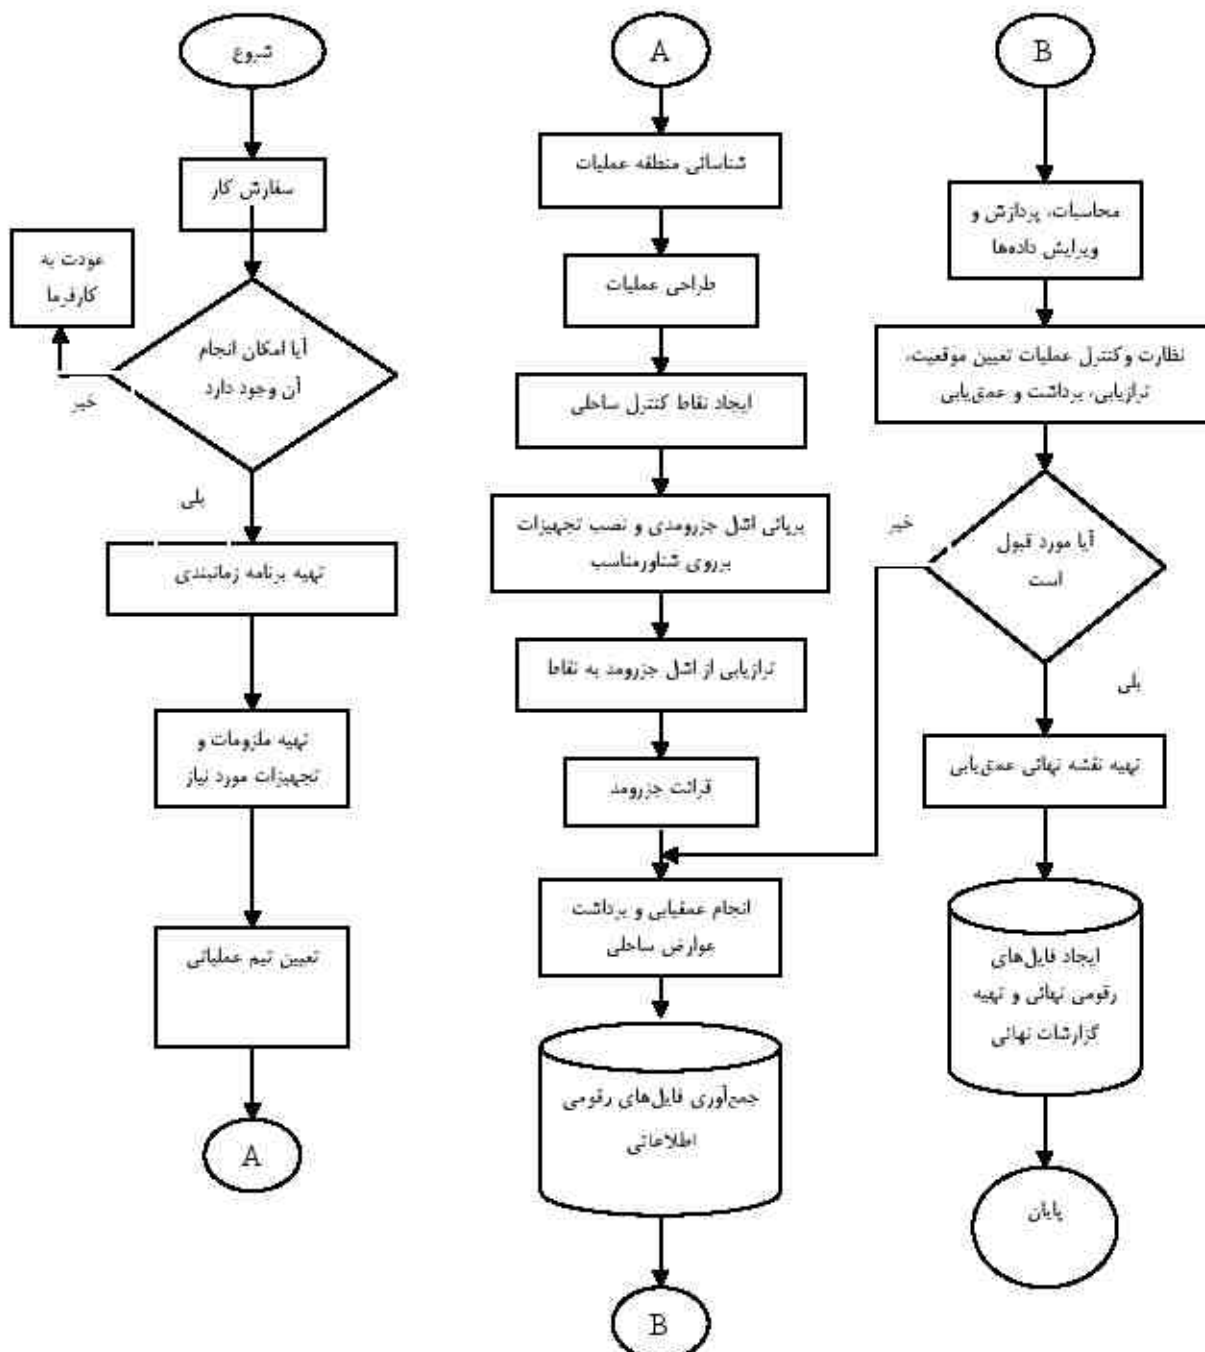 شروع
سفارش کار
عودت به
کارفرما
آیا امکان انجام
آن وجود دارد
خیر
بلی
تهیه برنامه زمانبندی
تهیه ملزومات و
تجهیزات مورد نیاز
تعیین تیم عملیاتی
A
A
شناسائی منطقه عملیات
طراحی عملیات
ایجاد نقاط کنترل ساحلی
برپائی اشل جزرومدی و نصب تجهیزات
برروی شناورمناسب
ترازیابی از اشل جزرومد به نقاط
قرائت جزرومد
انجام عمقیابی و برداشت
عوارض ساحلی
جمع‌آوری فایل‌های رقومی
اطلاعاتی
B
B
محاسبات، پردازش و
ویرایش داده‌ها
نظارت وکنترل عملیات تعیین موقعیت،
ترازیابی، برداشت و عمق‌یابی
آیا مورد قبول
است
خیر
بلی
تهیه نقشه نهائی عمق‌یابی
ایجاد فایل‌های
رقومی نهائی و تهیه
گزارشات نهائی
پایان